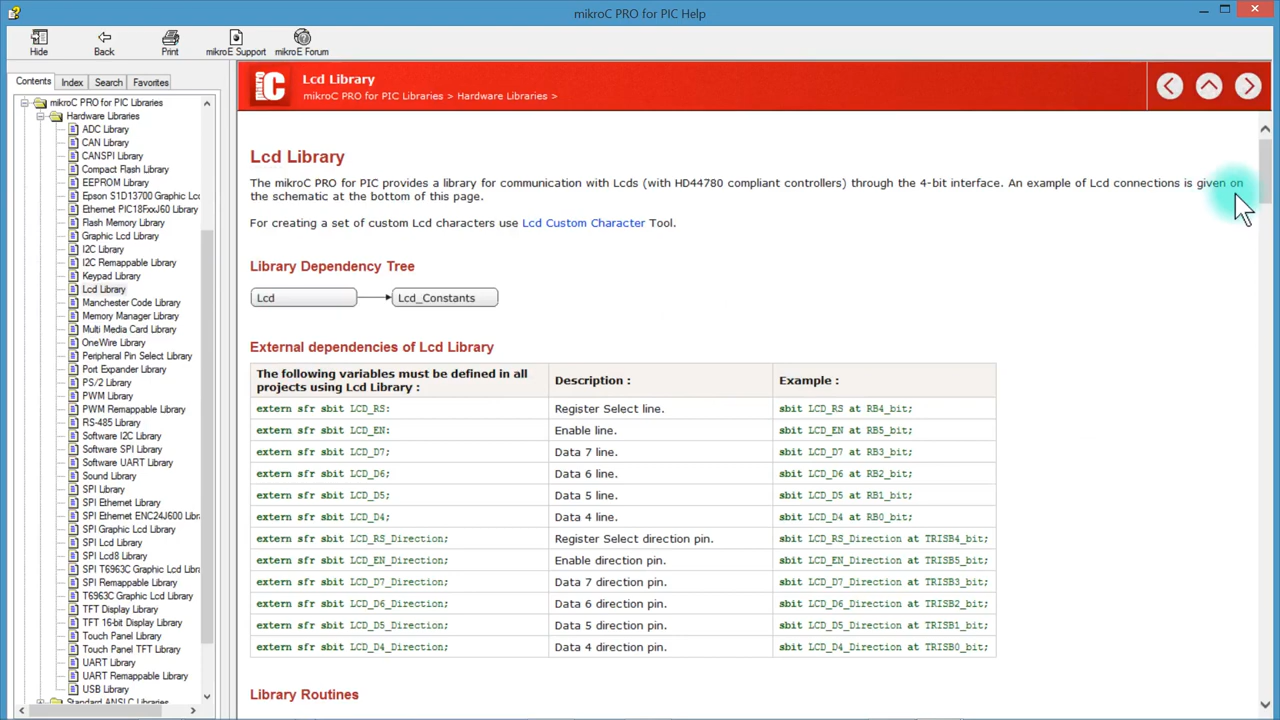 mikroC PRO for PIC Help
Hide
Back
Print
mikroE Support
mikroE Forum
Contents
Index
Search
Favorites
mikroC PRO for PIC Libraries
Hardware Libraries
ADC Library
CAN Library
CANSPI Library
Compact Flash Library
EEPROM Library
Epson S1D13700 Graphic Lcd
Ethernet PIC18FxxJ60 Library
Flash Memory Library
Graphic Lcd Library
I2C Library
I2C Remappable Library
Keypad Library
Lcd Library
Manchester Code Library
Memory Manager Library
Multi Media Card Library
OneWire Library
Peripheral Pin Select Library
Port Expander Library
PS/2 Library
PWM Library
PWM Remappable Library
RS-485 Library
Software I2C Library
Software SPI Library
Software UART Library
Sound Library
SPI Library
SPI Ethernet Library
SPI Ethernet ENC24J600 Libr
SPI Graphic Lcd Library
SPI Lcd Library
SPI Lcd8 Library
SPI T6963C Graphic Lcd Libra
SPI Remappable Library
T6963C Graphic Lcd Library
TFT Display Library
TFT 16-bit Display Library
Touch Panel Library
Touch Panel TFT Library
UART Library
UART Remappable Library
USB Library
Standard ANSI C Libraries
Lcd Library
mikroC PRO for PIC Libraries > Hardware Libraries >
Lcd Library
The mikroC PRO for PIC provides a library for communication with Lcds (with HD44780 compliant controllers) through the 4-bit interface. An example of Lcd connections is given on
the schematic at the bottom of this page.
For creating a set of custom Lcd characters use Lcd Custom Character Tool.
Library Dependency Tree
Lcd
Lcd_Constants
External dependencies of Lcd Library
The following variables must be defined in all
projects using Lcd Library :
Description :
Example :
extern sfr sbit LCD_RS: Register Select line. sbit LCD_RS at RB4_bit;
extern sfr sbit LCD_EN: Enable line. sbit LCD_EN at RB5_bit;
extern sfr sbit LCD_D7; Data 7 line. sbit LCD_D7 at RB3_bit;
extern sfr sbit LCD_D6; Data 6 line. sbit LCD_D6 at RB2_bit;
extern sfr sbit LCD_D5; Data 5 line. sbit LCD_D5 at RB1_bit;
extern sfr sbit LCD_D4; Data 4 line. sbit LCD_D4 at RB0_bit;
extern sfr sbit LCD_RS_Direction; Register Select direction pin. sbit LCD_RS_Direction at TRISB4_bit;
extern sfr sbit LCD_EN_Direction; Enable direction pin. sbit LCD_EN_Direction at TRISB5_bit;
extern sfr sbit LCD_D7_Direction; Data 7 direction pin. sbit LCD_D7_Direction at TRISB3_bit;
extern sfr sbit LCD_D6_Direction; Data 6 direction pin. sbit LCD_D6_Direction at TRISB2_bit;
extern sfr sbit LCD_D5_Direction; Data 5 direction pin. sbit LCD_D5_Direction at TRISB1_bit;
extern sfr sbit LCD_D4_Direction; Data 4 direction pin. sbit LCD_D4_Direction at TRISB0_bit;
Library Routines